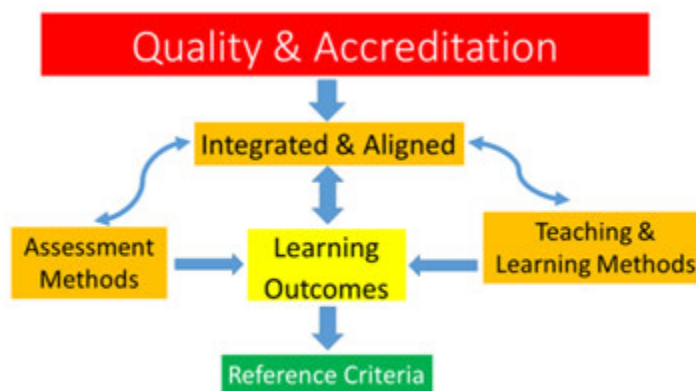 Quality & Accreditation
Integrated & Aligned
Assessment
Methods
Learning
Outcomes
Teaching &
Learning Methods
Reference Criteria